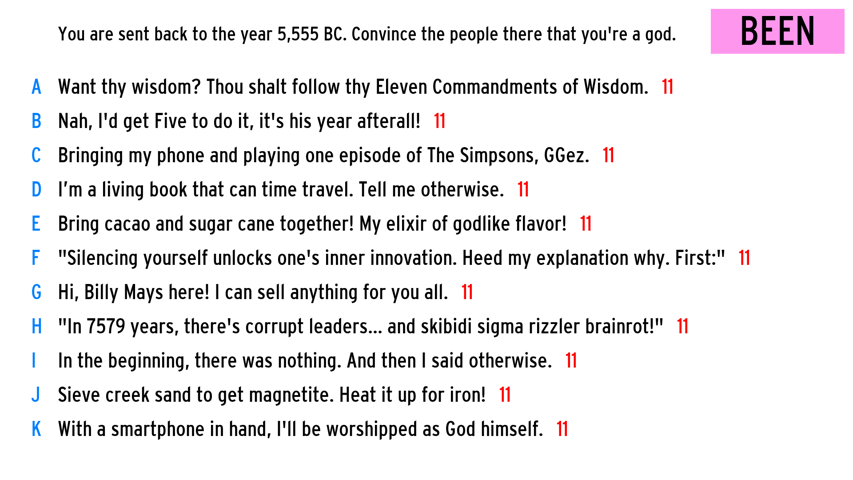 You are sent back to the year 5,555 BC. Convince the people there that you're a god.
BEEN
A Want thy wisdom? Thou shalt follow thy Eleven Commandments of Wisdom. 11
B Nah, I'd get Five to do it, it's his year afterall! 11
C Bringing my phone and playing one episode of The Simpsons, GGez. 11
D I’m a living book that can time travel. Tell me otherwise. 11
E Bring cacao and sugar cane together! My elixir of godlike flavor! 11
F "Silencing yourself unlocks one's inner innovation. Heed my explanation why. First:" 11
G Hi, Billy Mays here! I can sell anything for you all. 11
H "In 7579 years, there's corrupt leaders... and skibidi sigma rizzler brainrot!" 11
I In the beginning, there was nothing. And then I said otherwise. 11
J Sieve creek sand to get magnetite. Heat it up for iron! 11
K With a smartphone in hand, I'll be worshipped as God himself. 11